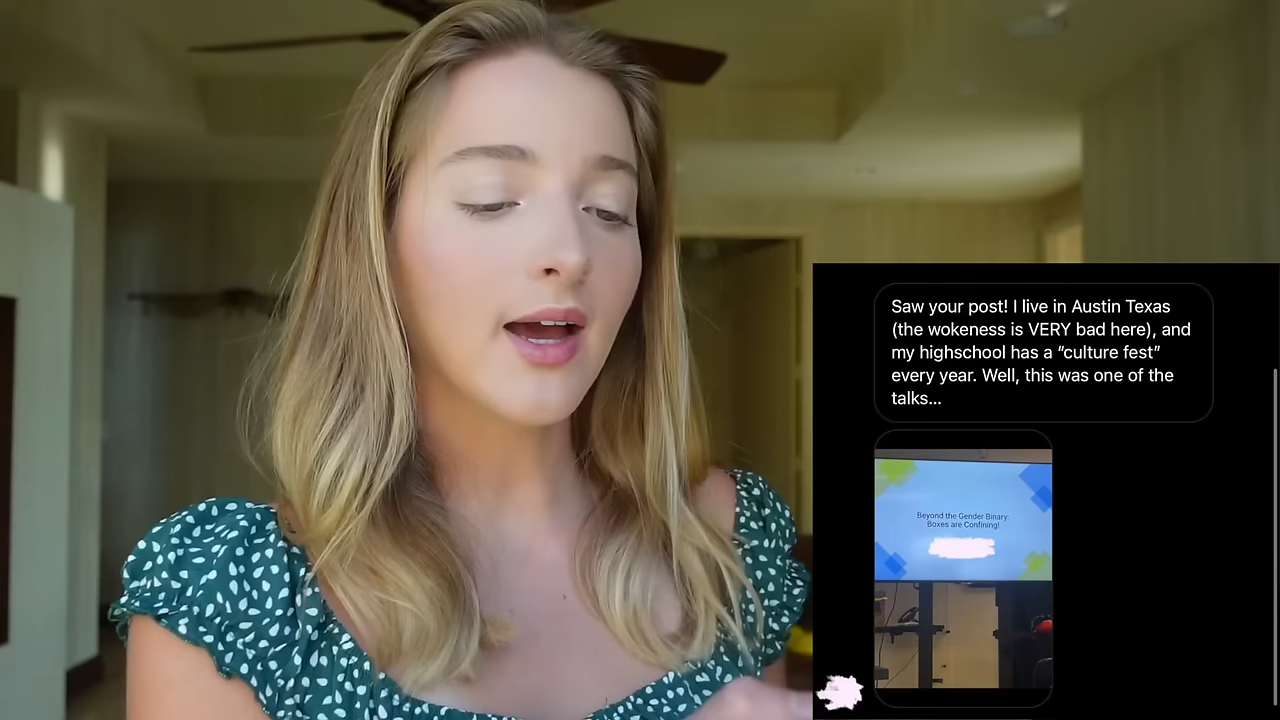 Saw your post! I live in Austin Texas
(the wokeness is VERY bad here), and
my highschool has a "culture fest"
every year. Well, this was one of the
talks...
Beyond the Gender Binary:
Boxes are Confining!